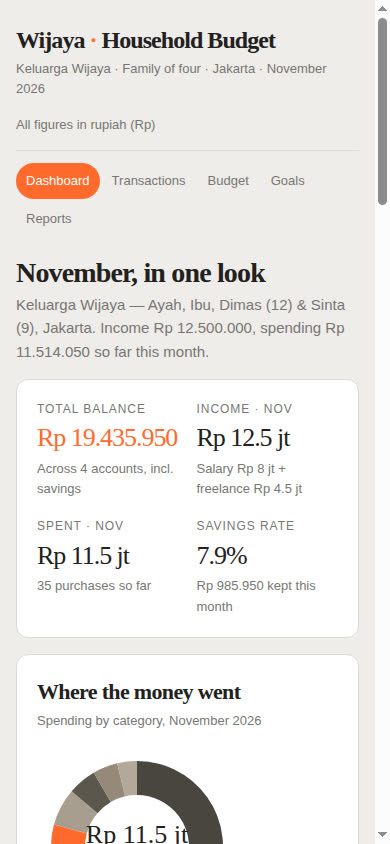 Wijaya · Household Budget
Keluarga Wijaya · Family of four · Jakarta · November
2026
All figures in rupiah (Rp)
Dashboard Transactions Budget Goals
Reports
November, in one look
Keluarga Wijaya — Ayah, Ibu, Dimas (12) & Sinta
(9), Jakarta. Income Rp 12.500.000, spending Rp
11.514.050 so far this month.
TOTAL BALANCE
Rp 19.435.950
Across 4 accounts, incl.
savings
INCOME · NOV
Rp 12.5 jt
Salary Rp 8 jt +
freelance Rp 4.5 jt
SPENT · NOV
Rp 11.5 jt
35 purchases so far
SAVINGS RATE
7.9%
Rp 985.950 kept this
month
Where the money went
Spending by category, November 2026
Rp 11.5 jt